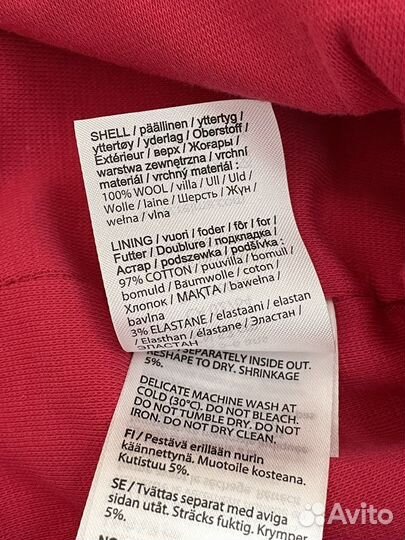 SHELL / päällinen / yttertyg /
yttertøy / yderlag / Oberstoff /
Extérieur / верх / Жоғары /
warstwa zewnętrzna / vrchní
materiál / vrchný materiál /
100% WOOL / villa / Ull / Uld /
Wolle / laine / Шерсть / Жүн /
wełna / vlna
LINING / vuori / foder / fôr / for /
Futter / Doublure / подкладка /
Астар / podszewka / podšívka :
97% COTTON / puuvilla / bomull /
bomuld / Baumwolle / coton /
Хлопок / МАҚТА / bawełna /
bavlna
3% ELASTANE / elastaani / elastan
/ Elasthan / élastane / Эластан /
ЭЛАСТАН
SEPARATELY INSIDE OUT.
RESHAPE TO DRY. SHRINKAGE
5%.
DELICATE MACHINE WASH AT
COLD (30°C). DO NOT BLEACH.
DO NOT TUMBLE DRY. DO NOT
IRON. DO NOT DRY CLEAN.
FI / Pestävä erillään nurin
käännettynä. Muotoile kosteana.
Kutistuu 5%.
SE / Tvättas separat med aviga
sidan utåt. Sträcks fuktig. Krymper
5%.
Avito